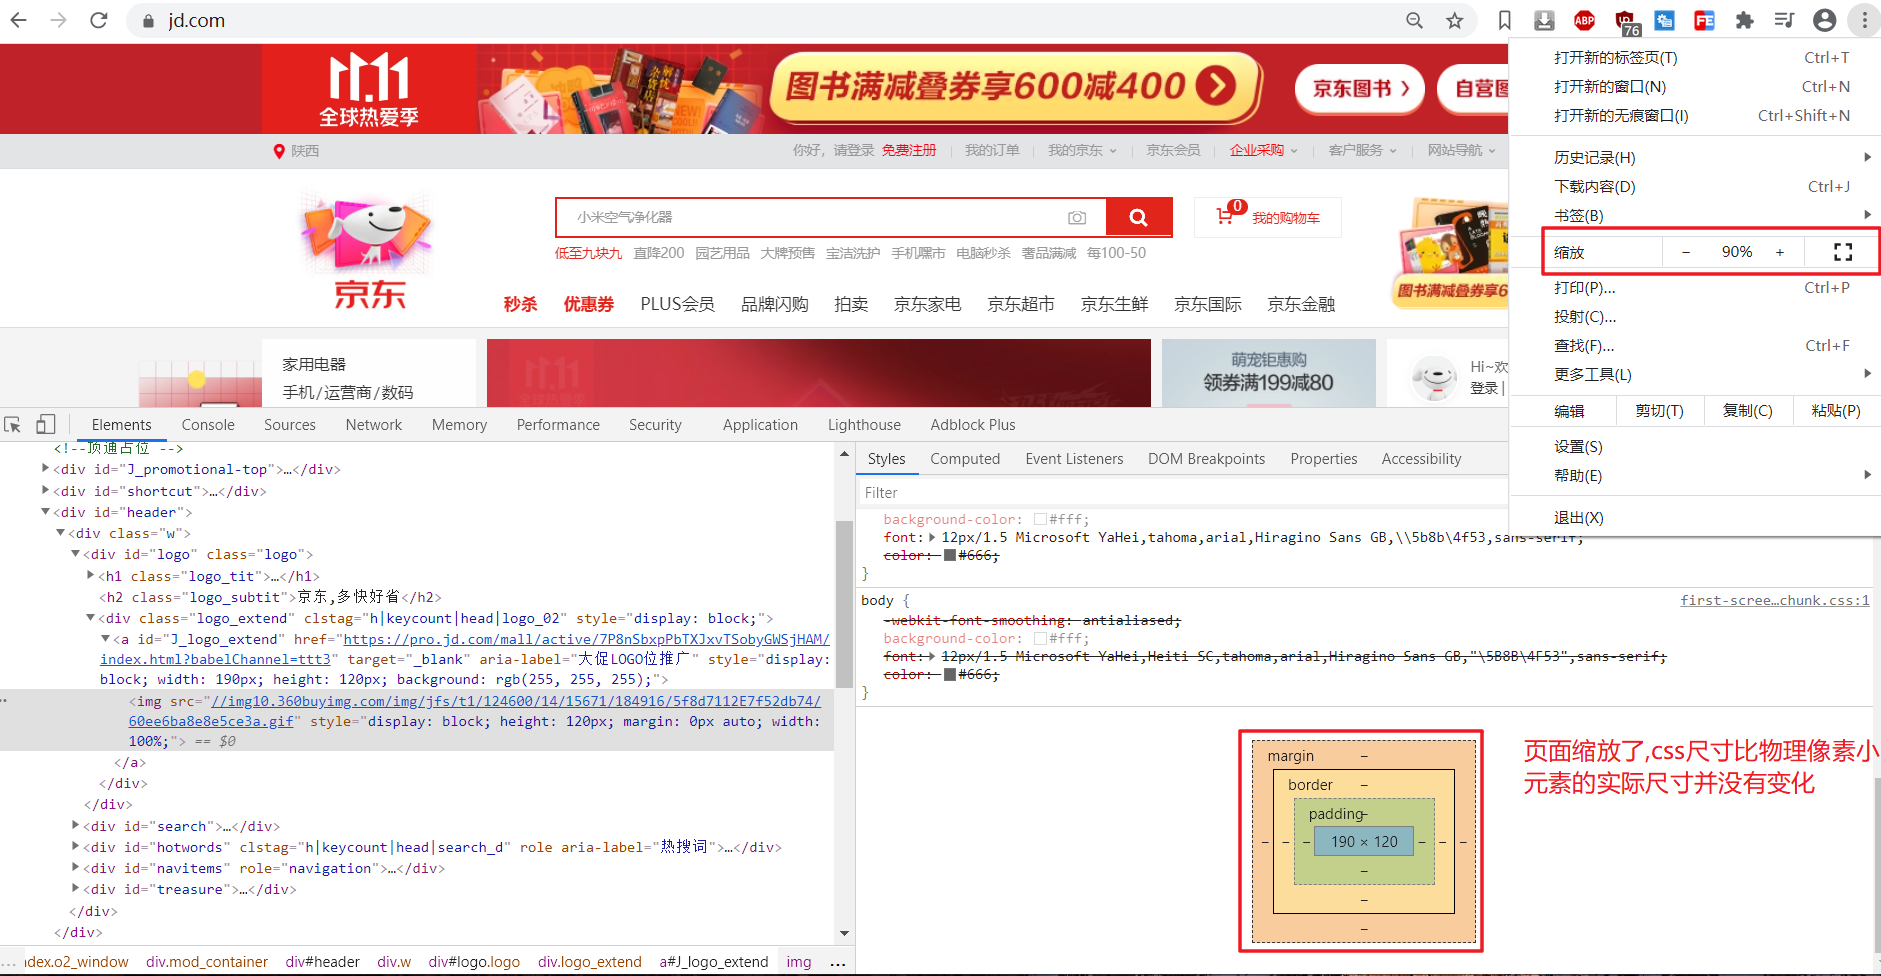 jd.com
76
11.11
全球热爱季
图书满减叠券享600减400
京东图书 ❯
自营图
陕西
你好，请登录 免费注册
我的订单
我的京东
京东会员
企业采购
客户服务
网站导航
小米空气净化器
0
我的购物车
低至九块九 直降200 园艺用品 大牌预售 宝洁洗护 手机嘿市 电脑秒杀 奢品满减 每100-50
京东
图书满减叠券享6
秒杀 优惠券 PLUS会员 品牌闪购 拍卖 京东家电 京东超市 京东生鲜 京东国际 京东金融
家用电器
手机/运营商/数码
萌宠钜惠购
领券满199减80
Hi~欢
登录 |
打开新的标签页(T) Ctrl+T
打开新的窗口(N) Ctrl+N
打开新的无痕窗口(I) Ctrl+Shift+N
历史记录(H)
下载内容(D) Ctrl+J
书签(B)
缩放 − 90% +
打印(P)... Ctrl+P
投射(C)...
查找(F)... Ctrl+F
更多工具(L)
编辑 剪切(T) 复制(C) 粘贴(P)
设置(S)
帮助(E)
退出(X)
Elements Console Sources Network Memory Performance Security Application Lighthouse Adblock Plus
<!--顶通占位 -->
<div id="J_promotional-top">…</div>
<div id="shortcut">…</div>
<div id="header">
<div class="w">
<div id="logo" class="logo">
<h1 class="logo_tit">…</h1>
<h2 class="logo_subtit">京东,多快好省</h2>
<div class="logo_extend" clstag="h|keycount|head|logo_02" style="display: block;">
<a id="J_logo_extend" href="https://pro.jd.com/mall/active/7P8nSbxpPbTXJxvTSobyGWSjHAM/
index.html?babelChannel=ttt3" target="_blank" aria-label="大促LOGO位推广" style="display:
block; width: 190px; height: 120px; background: rgb(255, 255, 255);">
<img src="//img10.360buyimg.com/img/jfs/t1/124600/14/15671/184916/5f8d7112E7f52db74/
60ee6ba8e8e5ce3a.gif" style="display: block; height: 120px; margin: 0px auto; width:
100%;"> == $0
</a>
</div>
</div>
<div id="search">…</div>
<div id="hotwords" clstag="h|keycount|head|search_d" role aria-label="热搜词">…</div>
<div id="navitems" role="navigation">…</div>
<div id="treasure">…</div>
</div>
</div>
... ndex.o2_window div.mod_container div#header div.w div#logo.logo div.logo_extend a#J_logo_extend img ...
Styles Computed Event Listeners DOM Breakpoints Properties Accessibility
Filter
background-color: #fff;
font: 12px/1.5 Microsoft YaHei,tahoma,arial,Hiragino Sans GB,\\5b8b\4f53,sans-serif;
color: #666;
}
body { first-scree…chunk.css:1
-webkit-font-smoothing: antialiased;
background-color: #fff;
font: 12px/1.5 Microsoft YaHei,Heiti SC,tahoma,arial,Hiragino Sans GB,"\5B8B\4F53",sans-serif;
color: #666;
}
margin −
border −
padding −
− − − 190 × 120 − − −
−
−
−
页面缩放了,css尺寸比物理像素小
元素的实际尺寸并没有变化